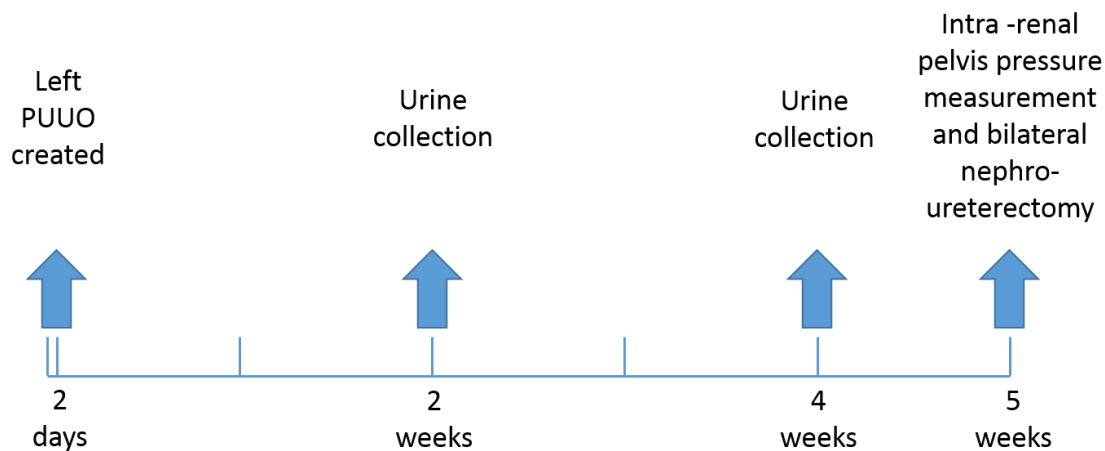 Left
PUUO
created
Urine
collection
Urine
collection
Intra -renal
pelvis pressure
measurement
and bilateral
nephro-
ureterectomy
2
days
2
weeks
4
weeks
5
weeks